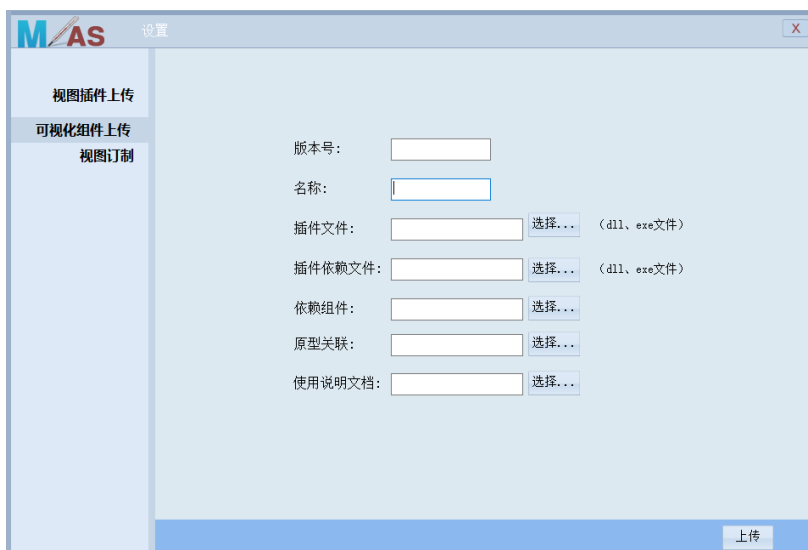 M/AS 设置 X
视图插件上传
可视化组件上传
视图订制
版本号:
名称:
插件文件: 选择... （dll、exe文件）
插件依赖文件: 选择... （dll、exe文件）
依赖组件: 选择...
原型关联: 选择...
使用说明文档: 选择...
上传